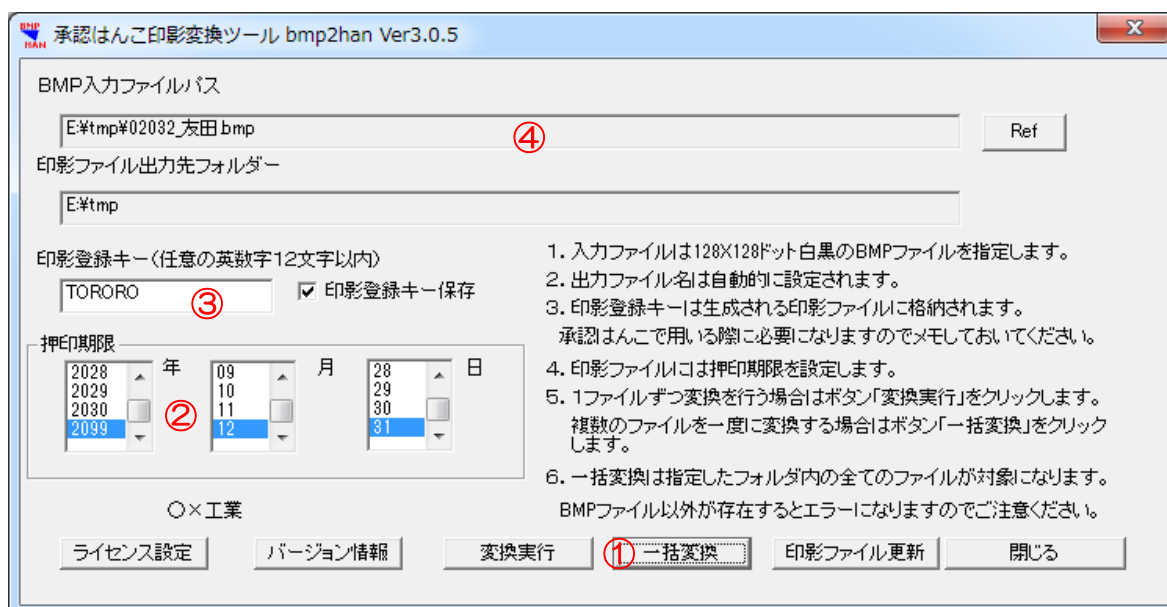 BMP HAN 承認はんこ印影変換ツール bmp2han Ver3.0.5 X
BMP入力ファイルパス
E:¥tmp¥02032_友田.bmp ④ Ref
印影ファイル出力先フォルダー
E:¥tmp
印影登録キー(任意の英数字12文字以内)
TORORO ③ 印影登録キー保存
押印期限
2028 年 09 月 28 日
2029 10 29
2030 ② 11 30
2099 12 31
○×工業
1. 入力ファイルは128X128ドット白黒のBMPファイルを指定します。
2. 出力ファイル名は自動的に設定されます。
3. 印影登録キーは生成される印影ファイルに格納されます。
承認はんこで用いる際に必要になりますのでメモしておいてください。
4. 印影ファイルには押印期限を設定します。
5. 1ファイルずつ変換を行う場合はボタン「変換実行」をクリックします。
複数のファイルを一度に変換する場合はボタン「一括変換」をクリック
します。
6. 一括変換は指定したフォルダ内の全てのファイルが対象になります。
BMPファイル以外が存在するとエラーになりますのでご注意ください。
ライセンス設定 バージョン情報 変換実行 ① 一括変換 印影ファイル更新 閉じる